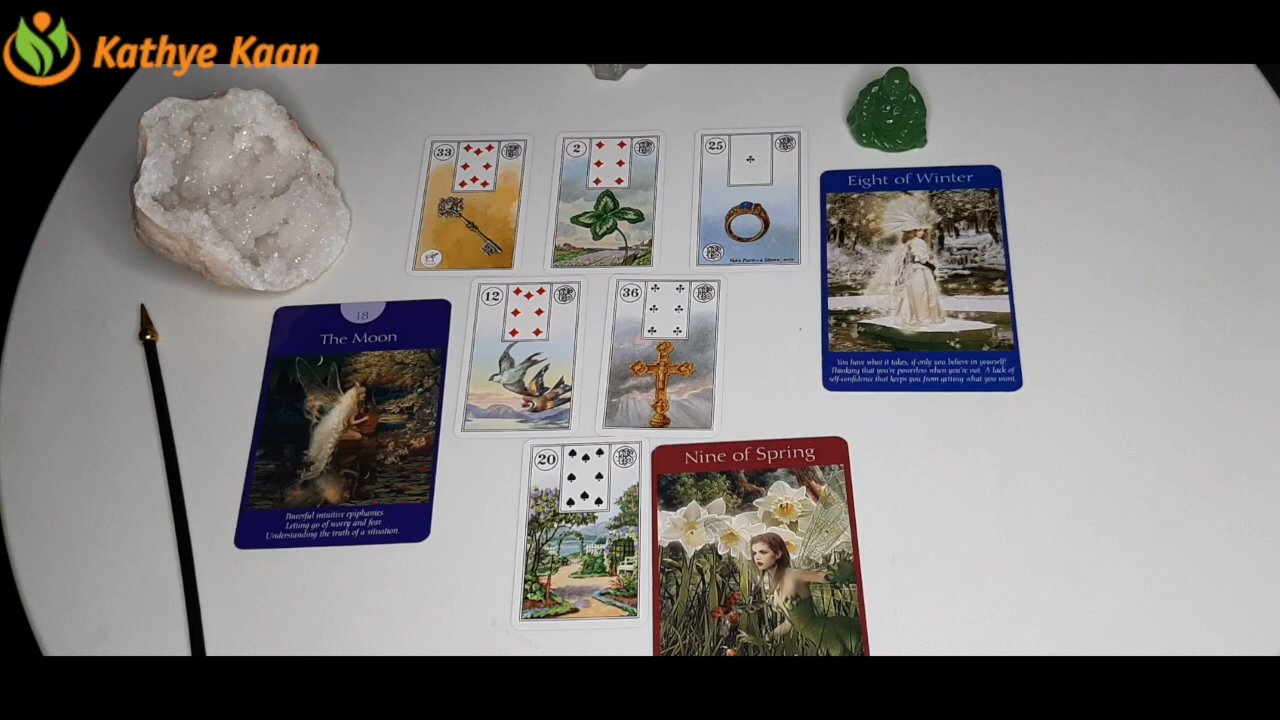 Kathye Kaan
33
2
25
Eight of Winter
You have what it takes, if only you believe in yourself!
Thinking that you're powerless when you're not. A lack of
self-confidence that keeps you from getting what you want.
12
36
18
The Moon
Powerful intuitive epiphanies.
Letting go of worry and fear.
Understanding the truth of a situation.
20
Nine of Spring